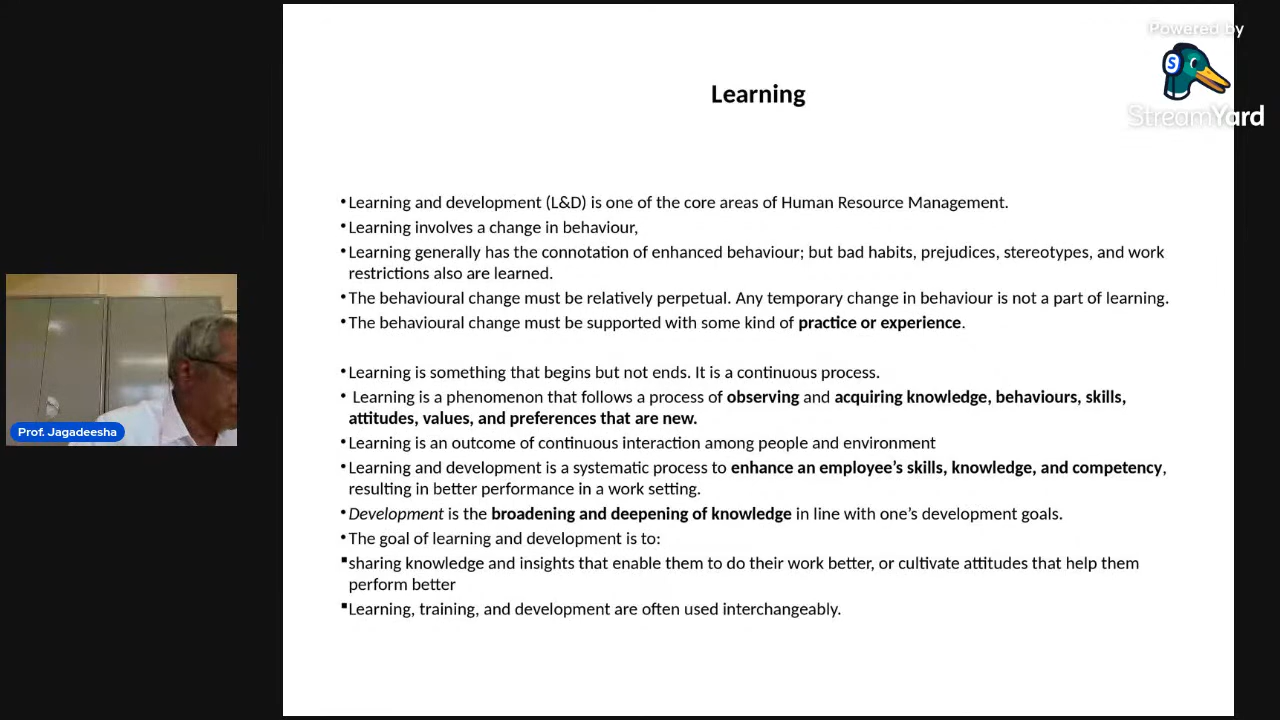 Powered by
StreamYard
Learning
•Learning and development (L&D) is one of the core areas of Human Resource Management.
•Learning involves a change in behaviour,
•Learning generally has the connotation of enhanced behaviour; but bad habits, prejudices, stereotypes, and work
restrictions also are learned.
•The behavioural change must be relatively perpetual. Any temporary change in behaviour is not a part of learning.
•The behavioural change must be supported with some kind of practice or experience.
•Learning is something that begins but not ends. It is a continuous process.
• Learning is a phenomenon that follows a process of observing and acquiring knowledge, behaviours, skills,
attitudes, values, and preferences that are new.
•Learning is an outcome of continuous interaction among people and environment
•Learning and development is a systematic process to enhance an employee’s skills, knowledge, and competency,
resulting in better performance in a work setting.
•Development is the broadening and deepening of knowledge in line with one’s development goals.
•The goal of learning and development is to:
▪sharing knowledge and insights that enable them to do their work better, or cultivate attitudes that help them
perform better
▪Learning, training, and development are often used interchangeably.
Prof. Jagadeesha